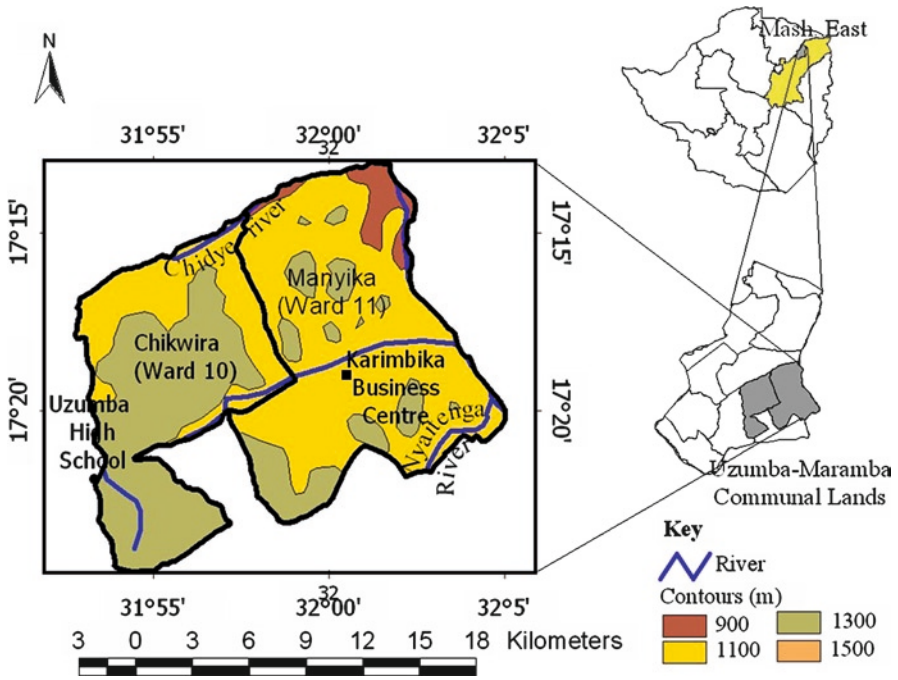 Mash East
N
31°55'
32°00'
32
32°5'
17°15'
17°15'
Chidye river
Manyika
(Ward 11)
Chikwira
(Ward 10)
Karimbika
Business
Centre
Uzumba
High
School
17°20'
17°20'
Nyallenga
River
Uzumba-Maramba
Communal Lands
Key
River
Contours (m)
900
1300
1100
1500
31°55'
32
32°00'
32°5'
3 0 3 6 9 12 15 18 Kilometers